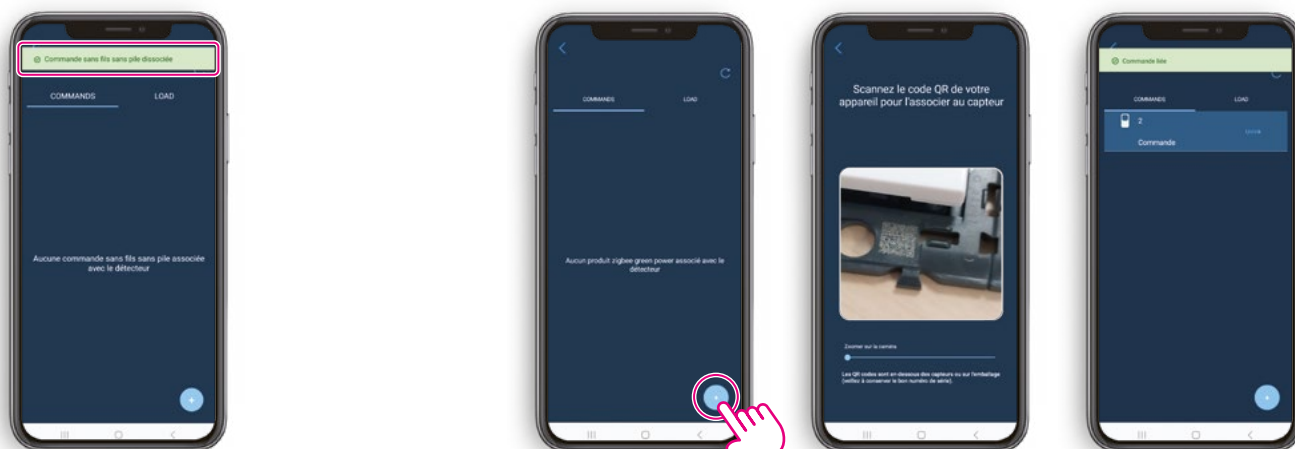 Commande sans fils sans pile dissociée
COMMANDS LOAD
Aucune commande sans fils sans pile associée
avec le détecteur
COMMANDES LOAD
Aucun produit zigbee green power associé avec le
détecteur
Scannez le code QR de votre
appareil pour l'associer au capteur
Zoomer sur la caméra
Les QR codes sont en-dessous des capteurs ou sur l'emballage
(veillez à conserver le bon numéro de série).
Commande liée
COMMANDES LOAD
2
Commande